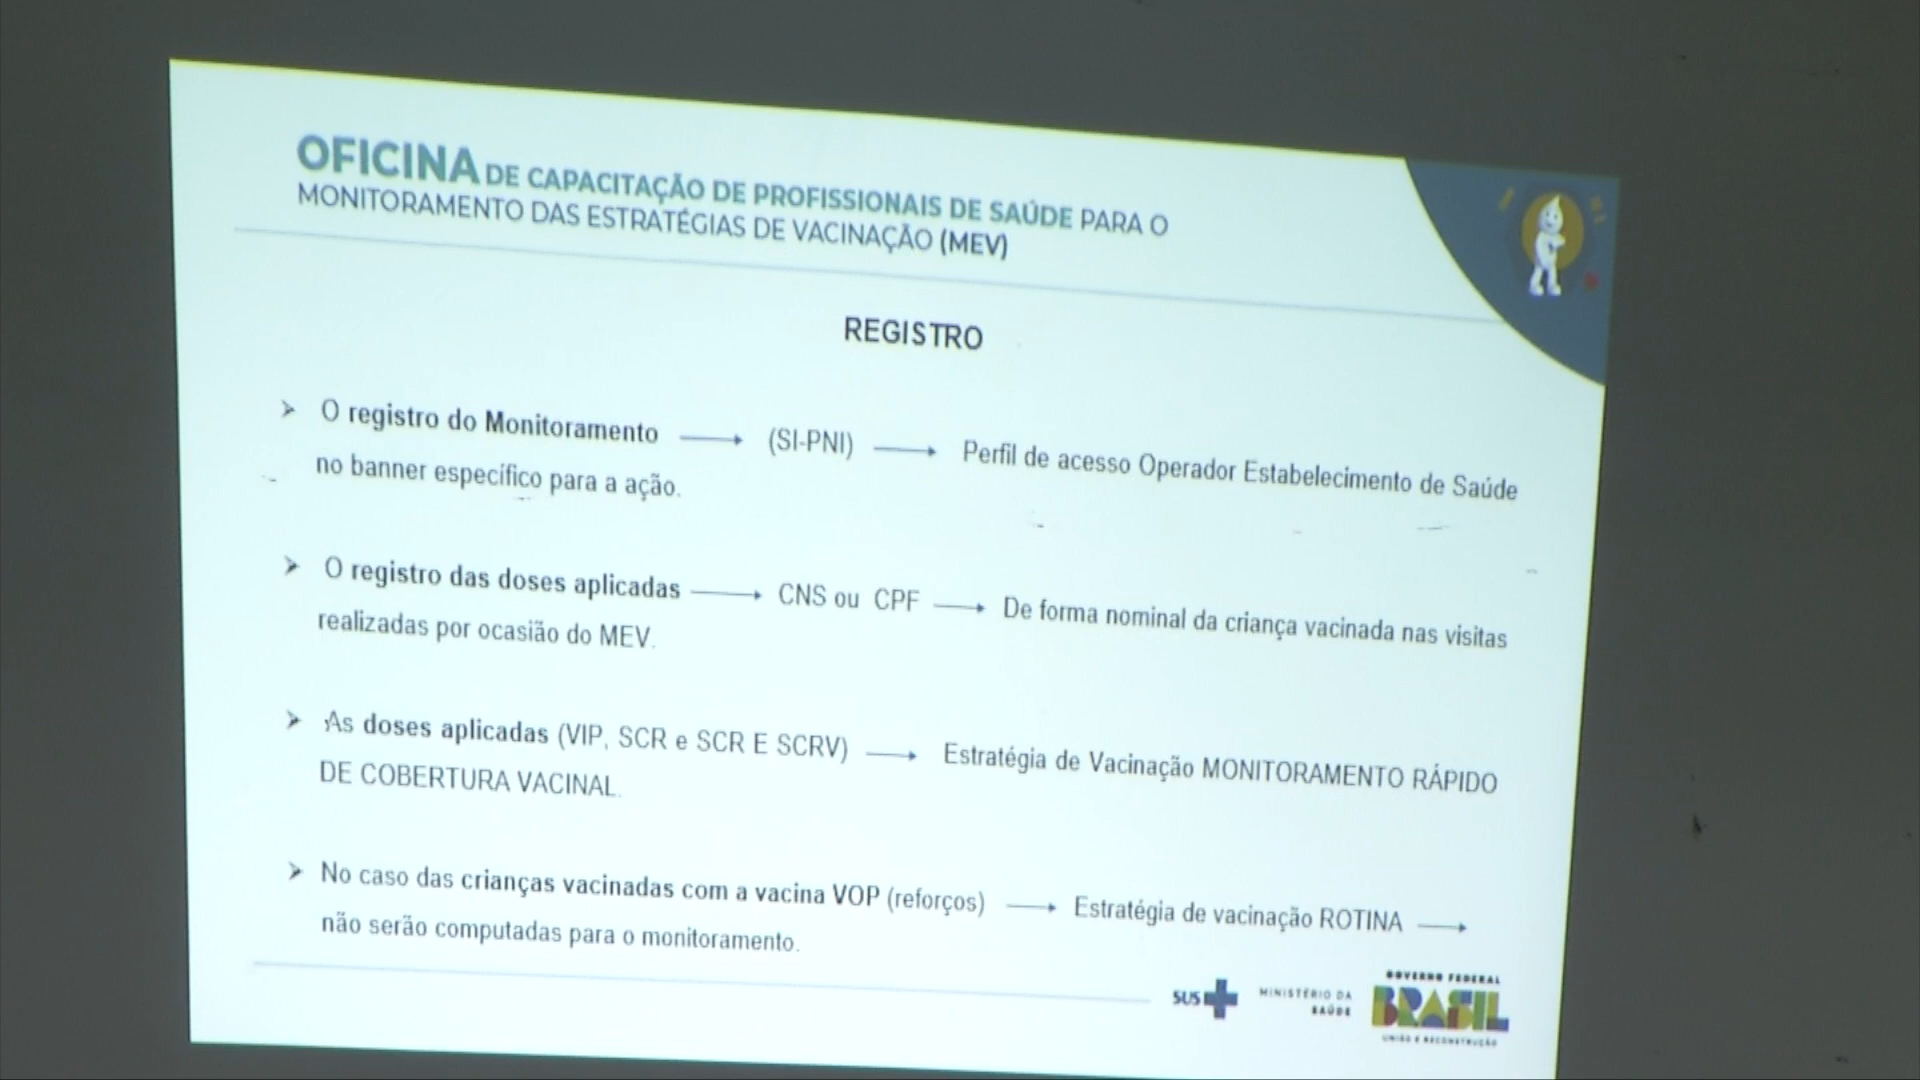 OFICINA DE CAPACITAÇÃO DE PROFISSIONAIS DE SAÚDE PARA O
MONITORAMENTO DAS ESTRATÉGIAS DE VACINAÇÃO (MEV)
REGISTRO
➤ O registro do Monitoramento → (SI-PNI) → Perfil de acesso Operador Estabelecimento de Saúde
no banner específico para a ação.
➤ O registro das doses aplicadas → CNS ou CPF → De forma nominal da criança vacinada nas visitas
realizadas por ocasião do MEV.
➤ As doses aplicadas (VIP, SCR e SCR E SCRV) → Estratégia de Vacinação MONITORAMENTO RÁPIDO
DE COBERTURA VACINAL.
➤ No caso das crianças vacinadas com a vacina VOP (reforços) → Estratégia de vacinação ROTINA →
não serão computadas para o monitoramento.
SUS
MINISTÉRIO DA
SAÚDE
GOVERNO FEDERAL
BRASIL
UNIÃO E RECONSTRUÇÃO